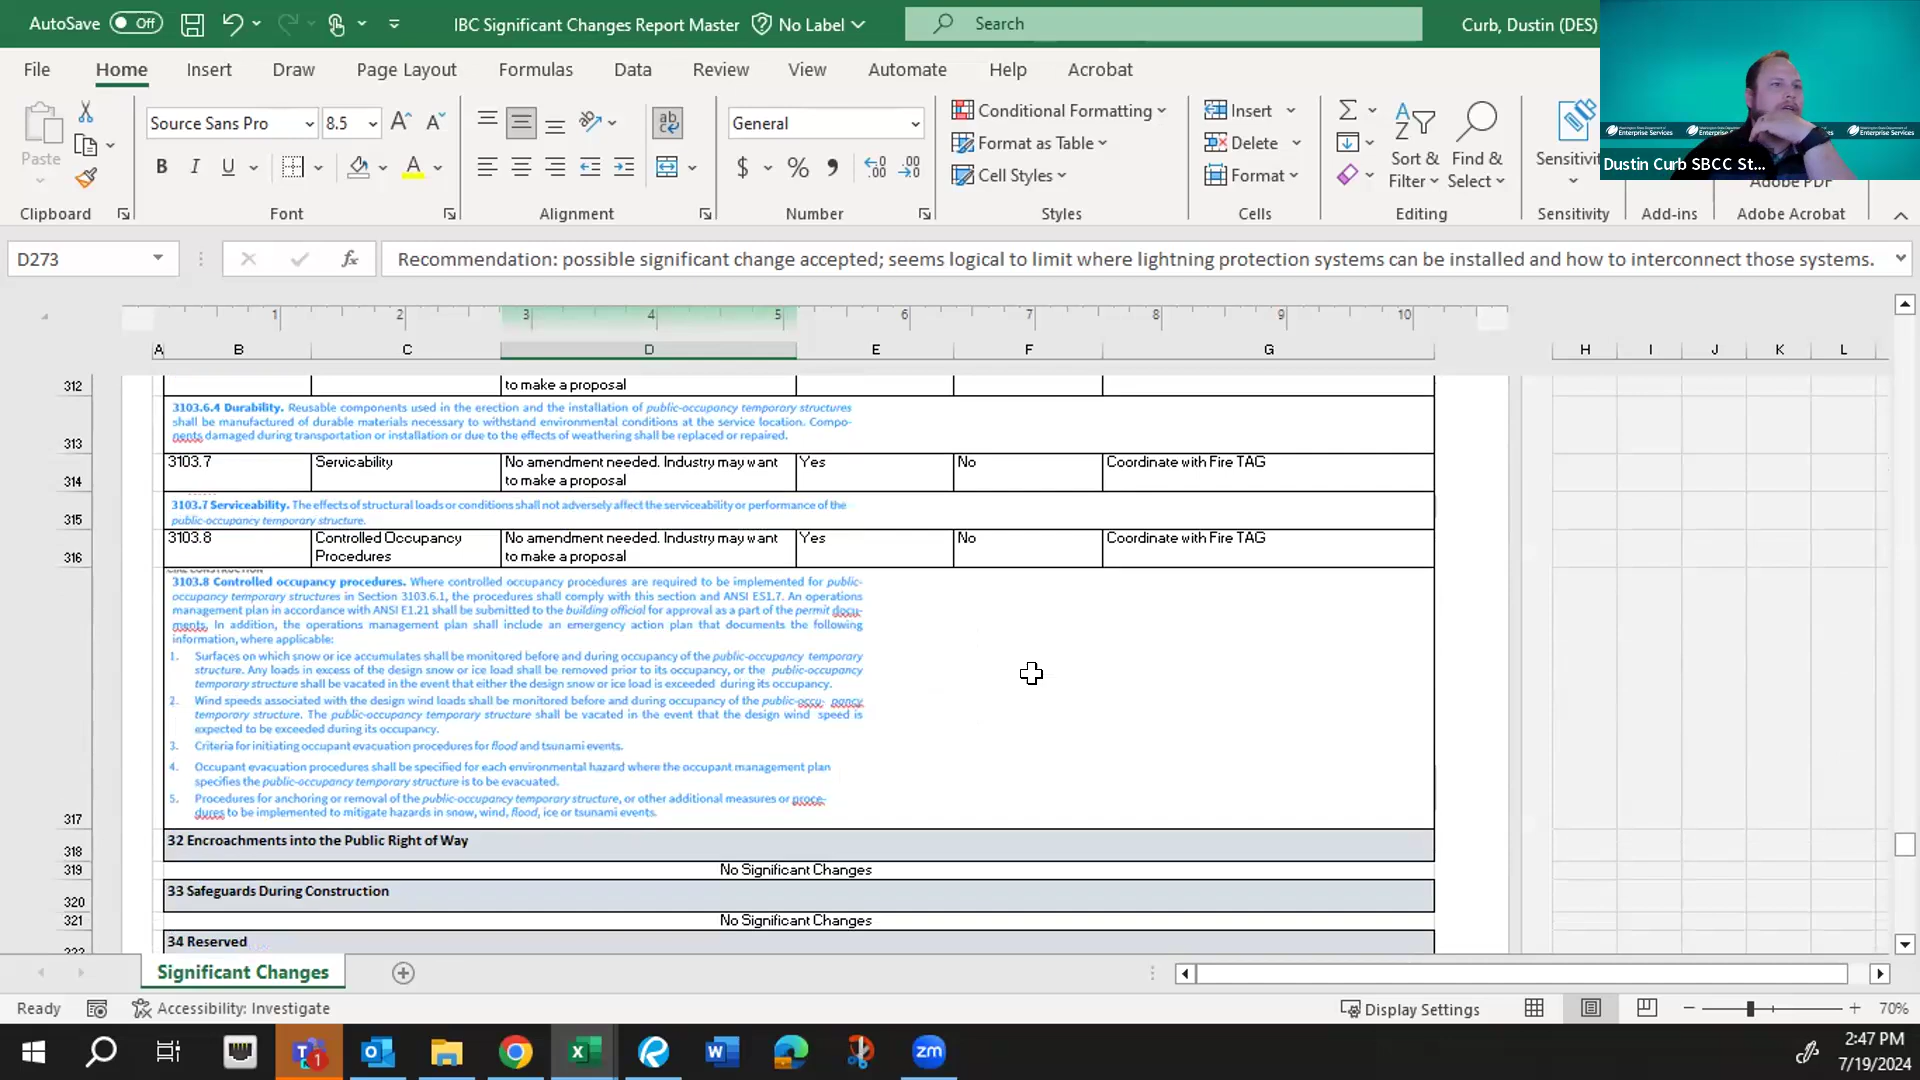 AutoSave Off
IBC Significant Changes Report Master
No Label
Search
Curb, Dustin (DES)
File Home Insert Draw Page Layout Formulas Data Review View Automate Help Acrobat
Paste
Source Sans Pro
8.5
General
Conditional Formatting
Format as Table
Cell Styles
Insert
Delete
Format
Sort &
Filter
Find &
Select
Sensitivity
Dustin Curb SBCC St...
Enterprise Services
Adobe PDF
Clipboard Font Alignment Number Styles Cells Editing Sensitivity Add-ins Adobe Acrobat
D273
Recommendation: possible significant change accepted; seems logical to limit where lightning protection systems can be installed and how to interconnect those systems.
1 2 3 4 5 6 7 8 9 10
A B C D E F G H I J K L
312 to make a proposal
3103.6.4 Durability. Reusable components used in the erection and the installation of public-occupancy temporary structures
shall be manufactured of durable materials necessary to withstand environmental conditions at the service location. Compo-
nents damaged during transportation or installation or due to the effects of weathering shall be replaced or repaired.
313
3103.7 Servicability No amendment needed. Industry may want Yes No Coordinate with Fire TAG
314 to make a proposal
3103.7 Serviceability. The effects of structural loads or conditions shall not adversely affect the serviceability or performance of the
315 public-occupancy temporary structure.
3103.8 Controlled Occupancy No amendment needed. Industry may want Yes No Coordinate with Fire TAG
316 Procedures to make a proposal
3103.8 Controlled occupancy procedures. Where controlled occupancy procedures are required to be implemented for public-
occupancy temporary structures in Section 3103.6.1, the procedures shall comply with this section and ANSI ES1.7. An operations
management plan in accordance with ANSI E1.21 shall be submitted to the building official for approval as a part of the permit docu-
ments. In addition, the operations management plan shall include an emergency action plan that documents the following
information, where applicable:
1. Surfaces on which snow or ice accumulates shall be monitored before and during occupancy of the public-occupancy temporary
structure. Any loads in excess of the design snow or ice load shall be removed prior to its occupancy, or the public-occupancy
temporary structure shall be vacated in the event that either the design snow or ice load is exceeded during its occupancy.
2. Wind speeds associated with the design wind loads shall be monitored before and during occupancy of the public-occu- pancy
temporary structure. The public-occupancy temporary structure shall be vacated in the event that the design wind speed is
expected to be exceeded during its occupancy.
3. Criteria for initiating occupant evacuation procedures for flood and tsunami events.
4. Occupant evacuation procedures shall be specified for each environmental hazard where the occupant management plan
specifies the public-occupancy temporary structure is to be evacuated.
5. Procedures for anchoring or removal of the public-occupancy temporary structure, or other additional measures or proce-
dures to be implemented to mitigate hazards in snow, wind, flood, ice or tsunami events.
317
318 32 Encroachments into the Public Right of Way
319 No Significant Changes
320 33 Safeguards During Construction
321 No Significant Changes
34 Reserved
Significant Changes
Ready
Accessibility: Investigate
Display Settings
70%
zm
2:47 PM
7/19/2024